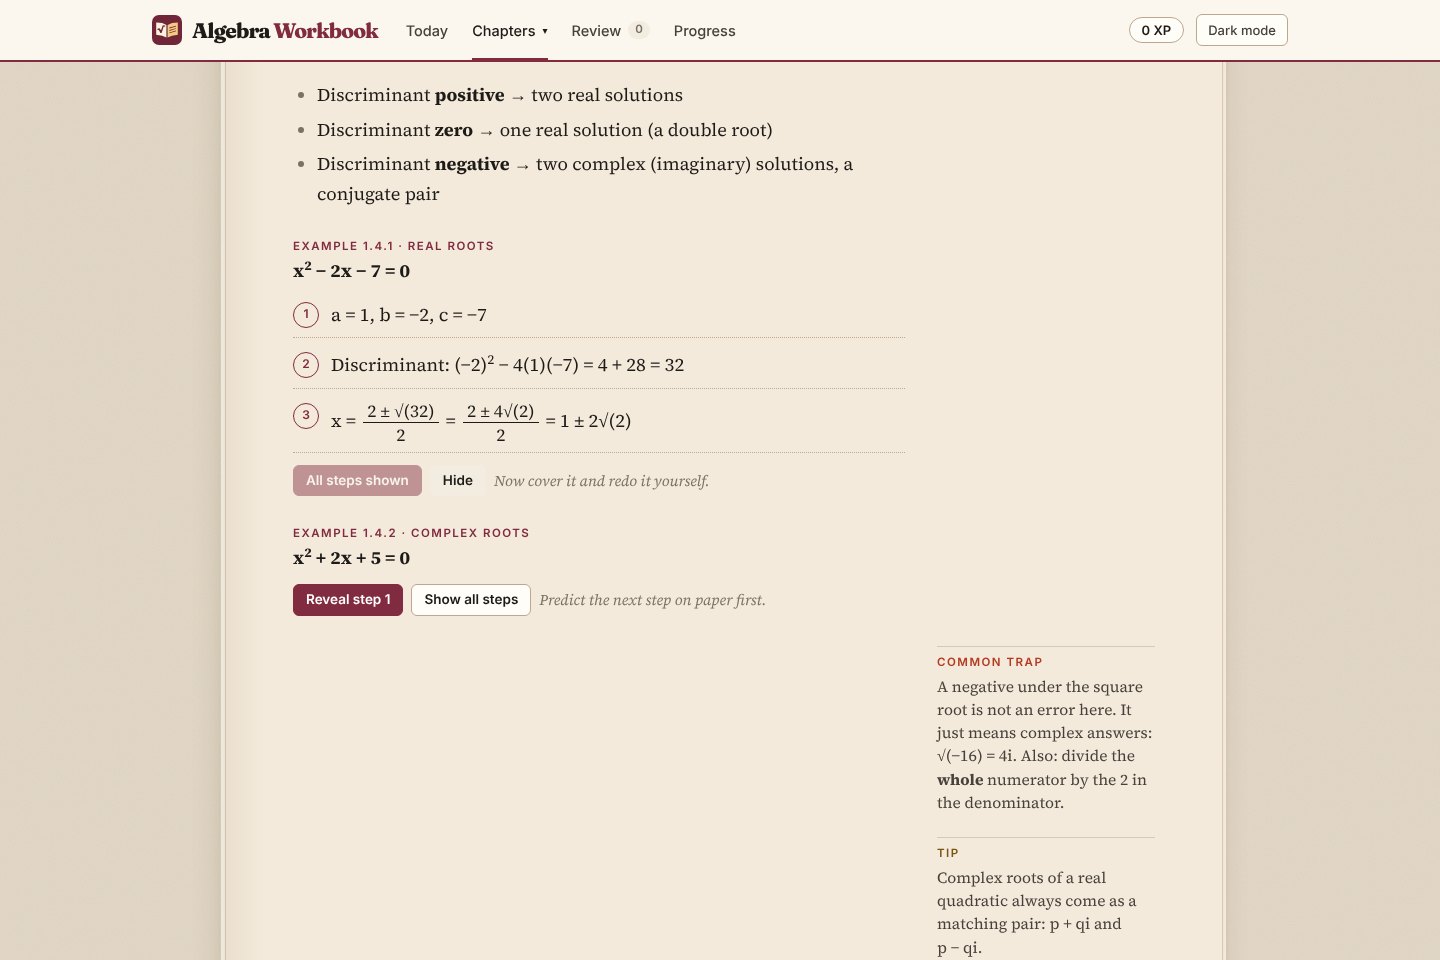 Algebra Workbook Today Chapters ▾ Review 0 Progress 0 XP Dark mode
Discriminant positive → two real solutions
Discriminant zero → one real solution (a double root)
Discriminant negative → two complex (imaginary) solutions, a
conjugate pair
EXAMPLE 1.4.1 · REAL ROOTS
x² − 2x − 7 = 0
1 a = 1, b = −2, c = −7
2 Discriminant: (−2)² − 4(1)(−7) = 4 + 28 = 32
3 x = 2 ± √(32) / 2 = 2 ± 4√(2) / 2 = 1 ± 2√(2)
All steps shown Hide Now cover it and redo it yourself.
EXAMPLE 1.4.2 · COMPLEX ROOTS
x² + 2x + 5 = 0
Reveal step 1 Show all steps Predict the next step on paper first.
COMMON TRAP
A negative under the square
root is not an error here. It
just means complex answers:
√(−16) = 4i. Also: divide the
whole numerator by the 2 in
the denominator.
TIP
Complex roots of a real
quadratic always come as a
matching pair: p + qi and
p − qi.